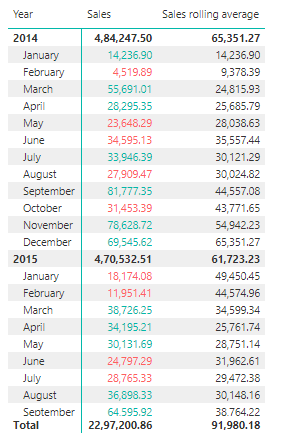 Year Sales Sales rolling average
2014 4,84,247.50 65,351.27
January 14,236.90 14,236.90
February 4,519.89 9,378.39
March 55,691.01 24,815.93
April 28,295.35 25,685.79
May 23,648.29 28,038.63
June 34,595.13 35,557.44
July 33,946.39 30,121.29
August 27,909.47 30,024.82
September 81,777.35 44,557.08
October 31,453.39 43,771.65
November 78,628.72 54,942.23
December 69,545.62 65,351.27
2015 4,70,532.51 61,723.23
January 18,174.08 49,450.45
February 11,951.41 44,574.96
March 38,726.25 34,599.34
April 34,195.21 25,761.74
May 30,131.69 28,751.14
June 24,797.29 31,962.61
July 28,765.33 29,472.38
August 36,898.33 30,148.16
September 64,595.92 38,764.22
Total 22,97,200.86 91,980.18